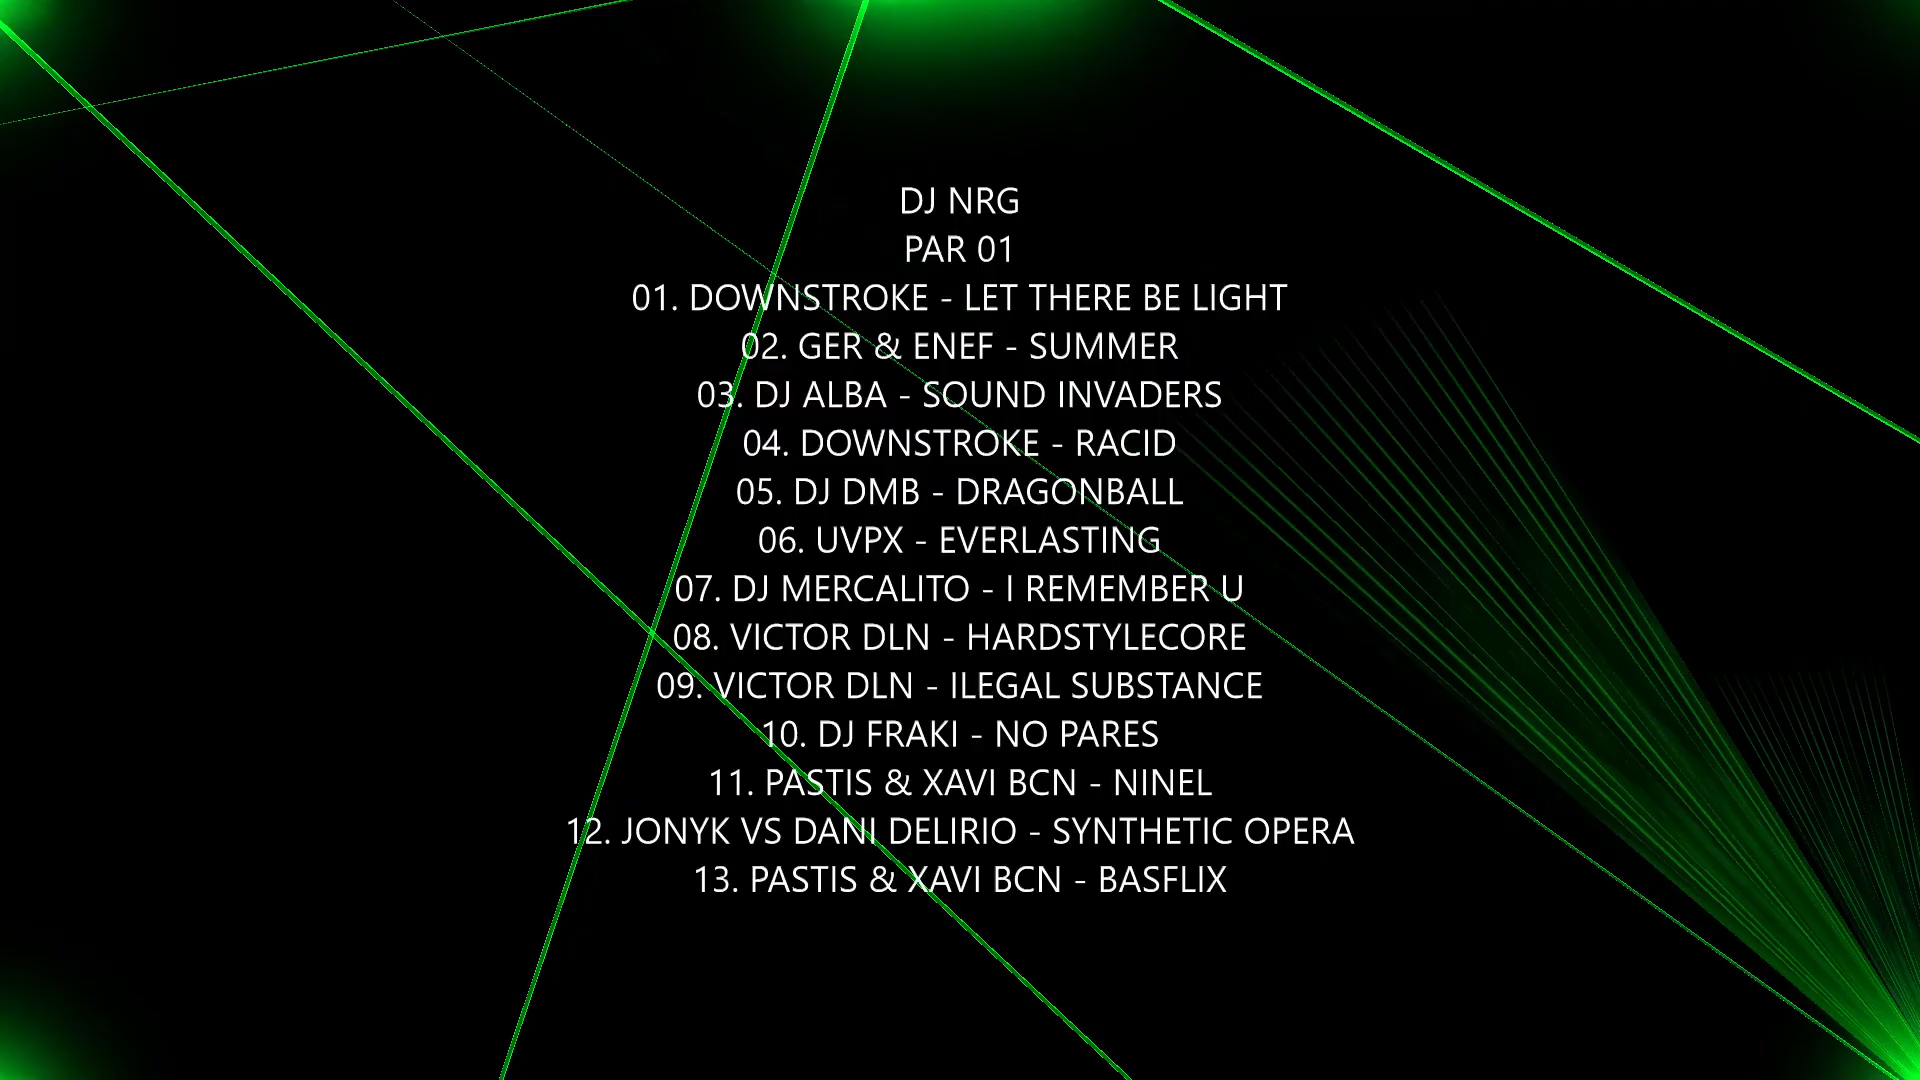 DJ NRG
PAR 01
01. DOWNSTROKE - LET THERE BE LIGHT
02. GER & ENEF - SUMMER
03. DJ ALBA - SOUND INVADERS
04. DOWNSTROKE - RACID
05. DJ DMB - DRAGONBALL
06. UVPX - EVERLASTING
07. DJ MERCALITO - I REMEMBER U
08. VICTOR DLN - HARDSTYLECORE
09. VICTOR DLN - ILEGAL SUBSTANCE
10. DJ FRAKI - NO PARES
11. PASTIS & XAVI BCN - NINEL
12. JONYK VS DANI DELIRIO - SYNTHETIC OPERA
13. PASTIS & XAVI BCN - BASFLIX